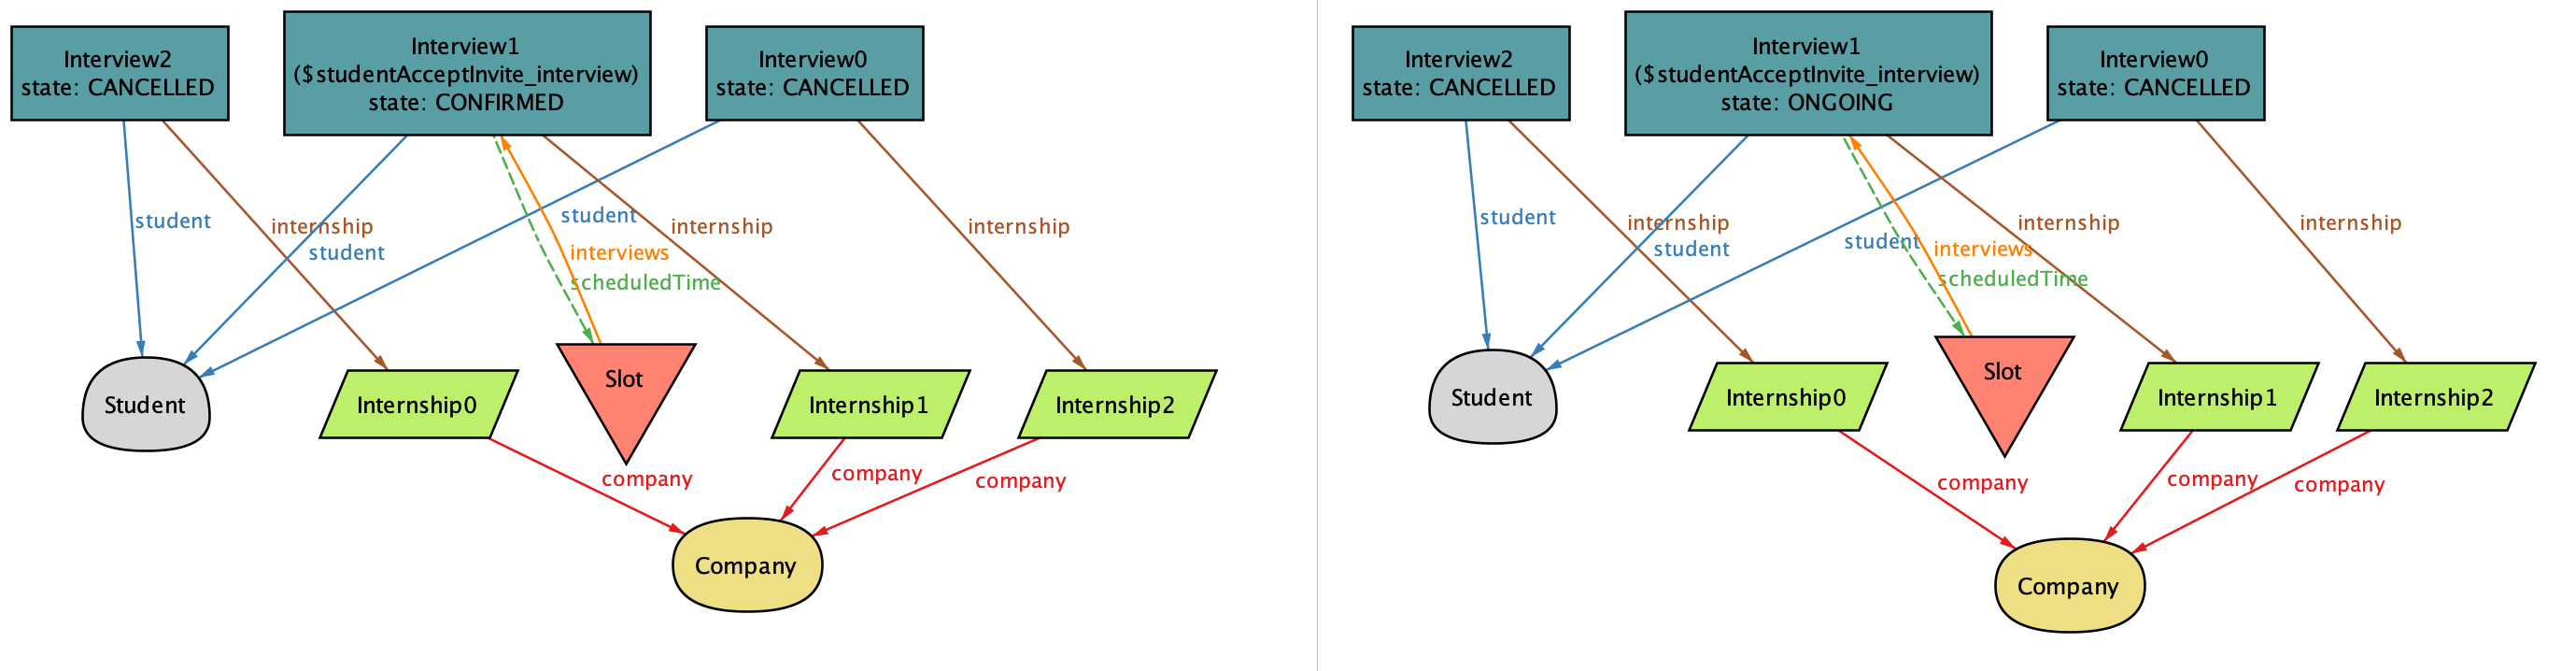 Interview2
state: CANCELLED
Interview1
($studentAcceptInvite_interview)
state: CONFIRMED
Interview0
state: CANCELLED
student
internship
student
student
interviews
scheduledTime
internship
internship
Student
Internship0
Slot
Internship1
Internship2
company
company
company
Company
Interview2
state: CANCELLED
Interview1
($studentAcceptInvite_interview)
state: ONGOING
Interview0
state: CANCELLED
student
internship
student
student
interviews
scheduledTime
internship
internship
Student
Internship0
Slot
Internship1
Internship2
company
company
company
Company